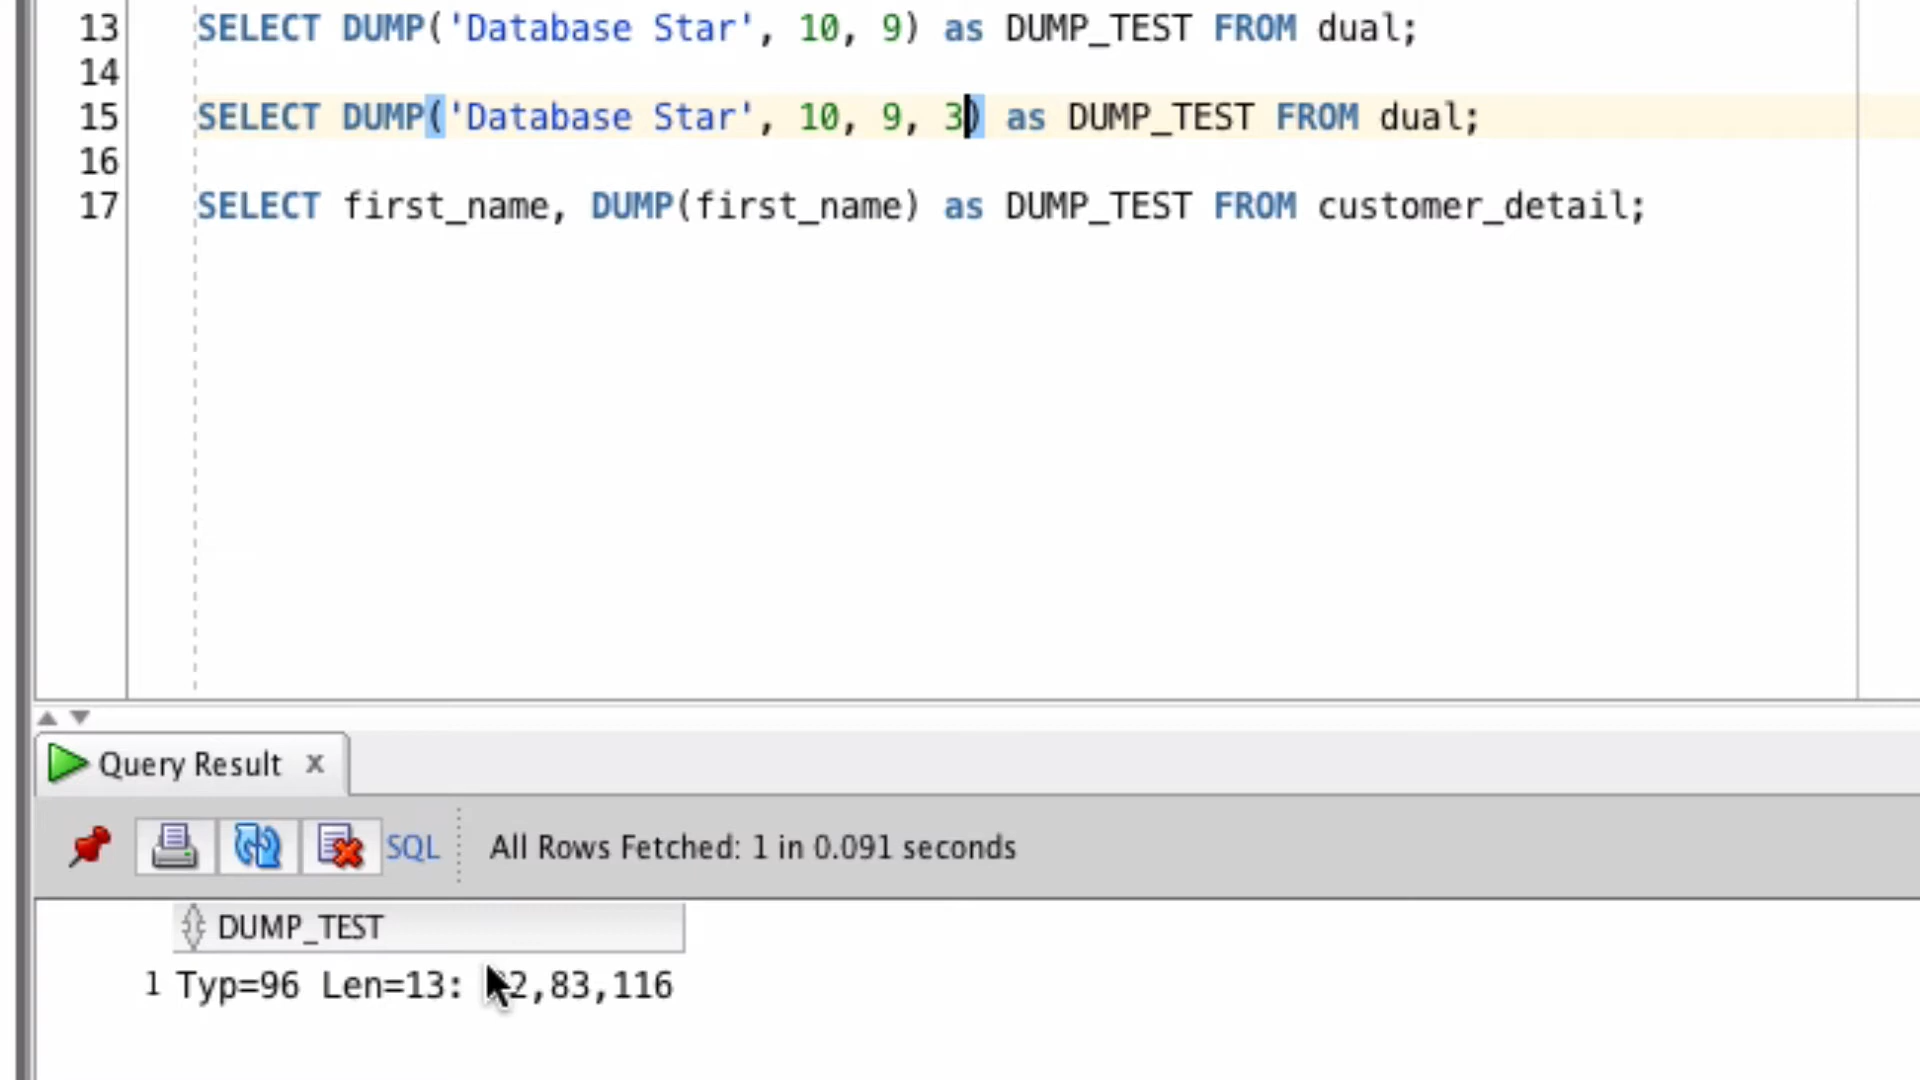 13 SELECT DUMP('Database Star', 10, 9) as DUMP_TEST FROM dual;
14
15 SELECT DUMP('Database Star', 10, 9, 3) as DUMP_TEST FROM dual;
16
17 SELECT first_name, DUMP(first_name) as DUMP_TEST FROM customer_detail;
Query Result x
SQL All Rows Fetched: 1 in 0.091 seconds
DUMP_TEST
1 Typ=96 Len=13: 2,83,116